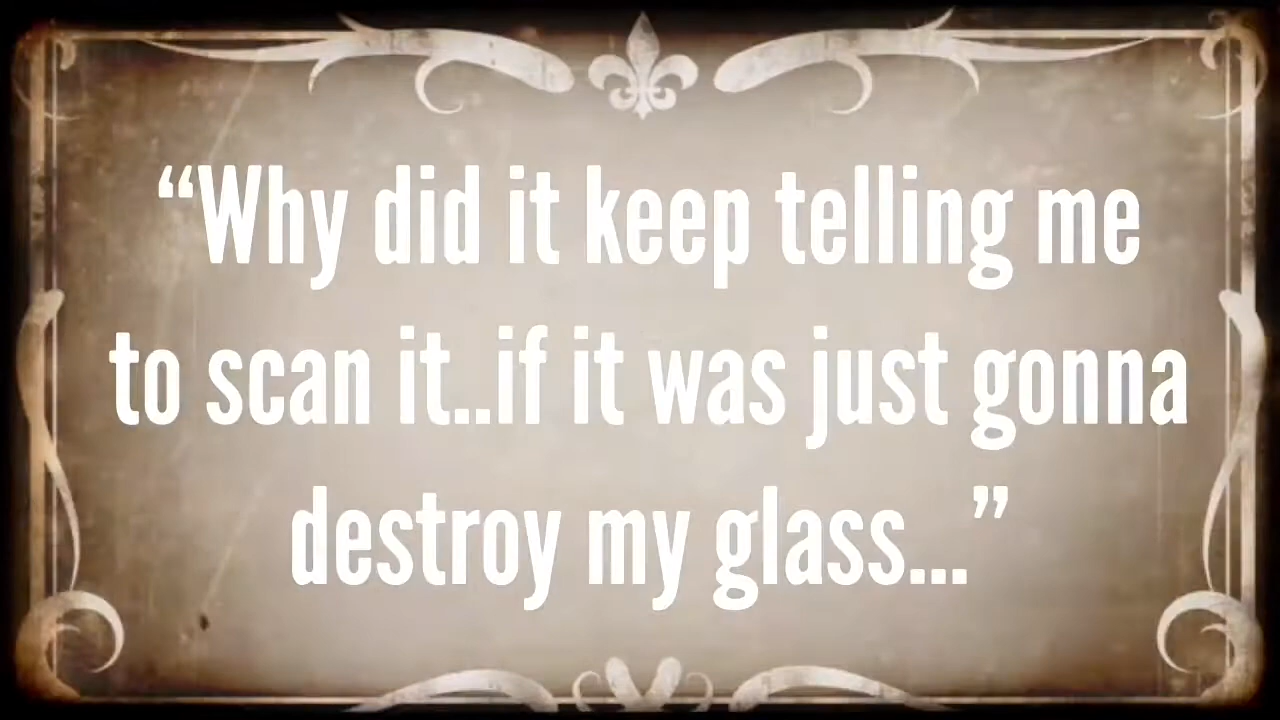 “Why did it keep telling me
to scan it..if it was just gonna
destroy my glass...”